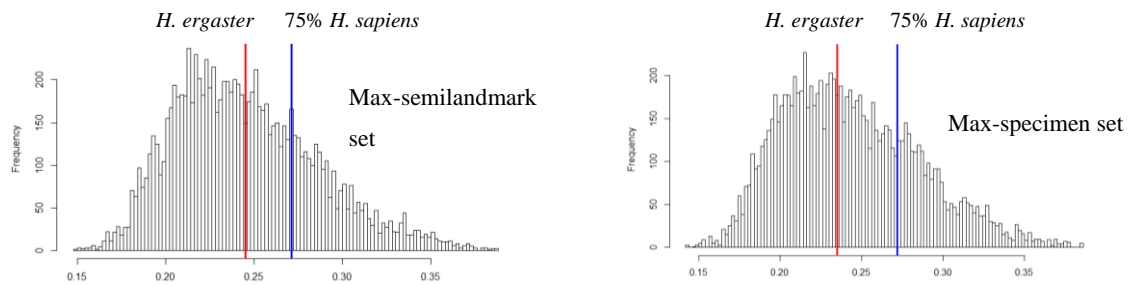 H. ergaster 75% H. sapiens
200
150
100
50
0
Frequency
Max-semilandmark
set
0.15 0.20 0.25 0.30 0.35
H. ergaster 75% H. sapiens
200
150
100
50
0
Frequency
Max-specimen set
0.15 0.20 0.25 0.30 0.35